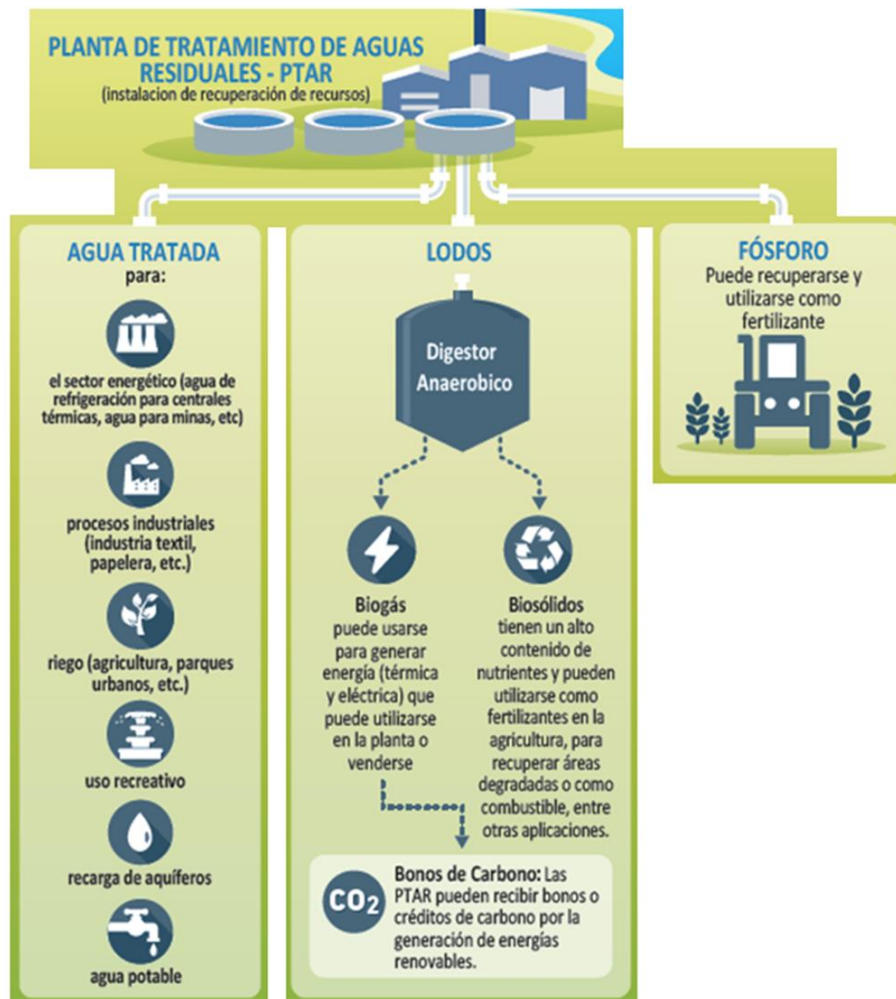 PLANTA DE TRATAMIENTO DE AGUAS
RESIDUALES - PTAR
(instalacion de recuperación de recursos)
AGUA TRATADA
para:
el sector energético (agua de
refrigeración para centrales
térmicas, agua para minas, etc)
procesos industriales
(industria textil,
papelera, etc.)
riego (agricultura, parques
urbanos, etc.)
uso recreativo
recarga de aquíferos
agua potable
LODOS
Digestor
Anaerobico
Biogás
puede usarse
para generar
energía (térmica
y eléctrica) que
puede utilizarse
en la planta o
venderse
Biosólidos
tienen un alto
contenido de
nutrientes y pueden
utilizarse como
fertilizantes en la
agricultura, para
recuperar áreas
degradadas o como
combustible, entre
otras aplicaciones.
CO₂
Bonos de Carbono: Las
PTAR pueden recibir bonos o
créditos de carbono por la
generación de energías
renovables.
FÓSFORO
Puede recuperarse y
utilizarse como
fertilizante